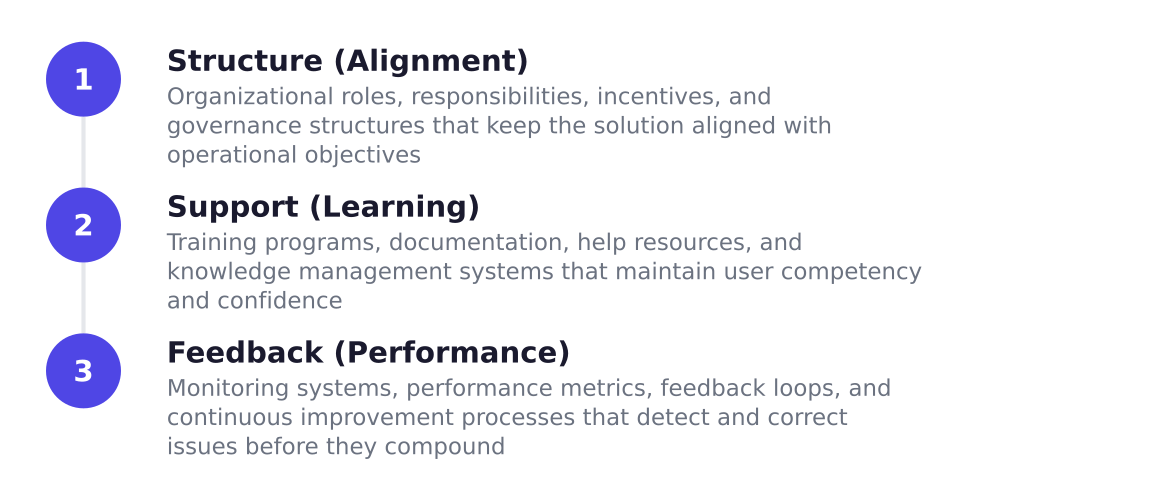 1
Structure (Alignment)
Organizational roles, responsibilities, incentives, and
governance structures that keep the solution aligned with
operational objectives
2
Support (Learning)
Training programs, documentation, help resources, and
knowledge management systems that maintain user competency
and confidence
3
Feedback (Performance)
Monitoring systems, performance metrics, feedback loops, and
continuous improvement processes that detect and correct
issues before they compound